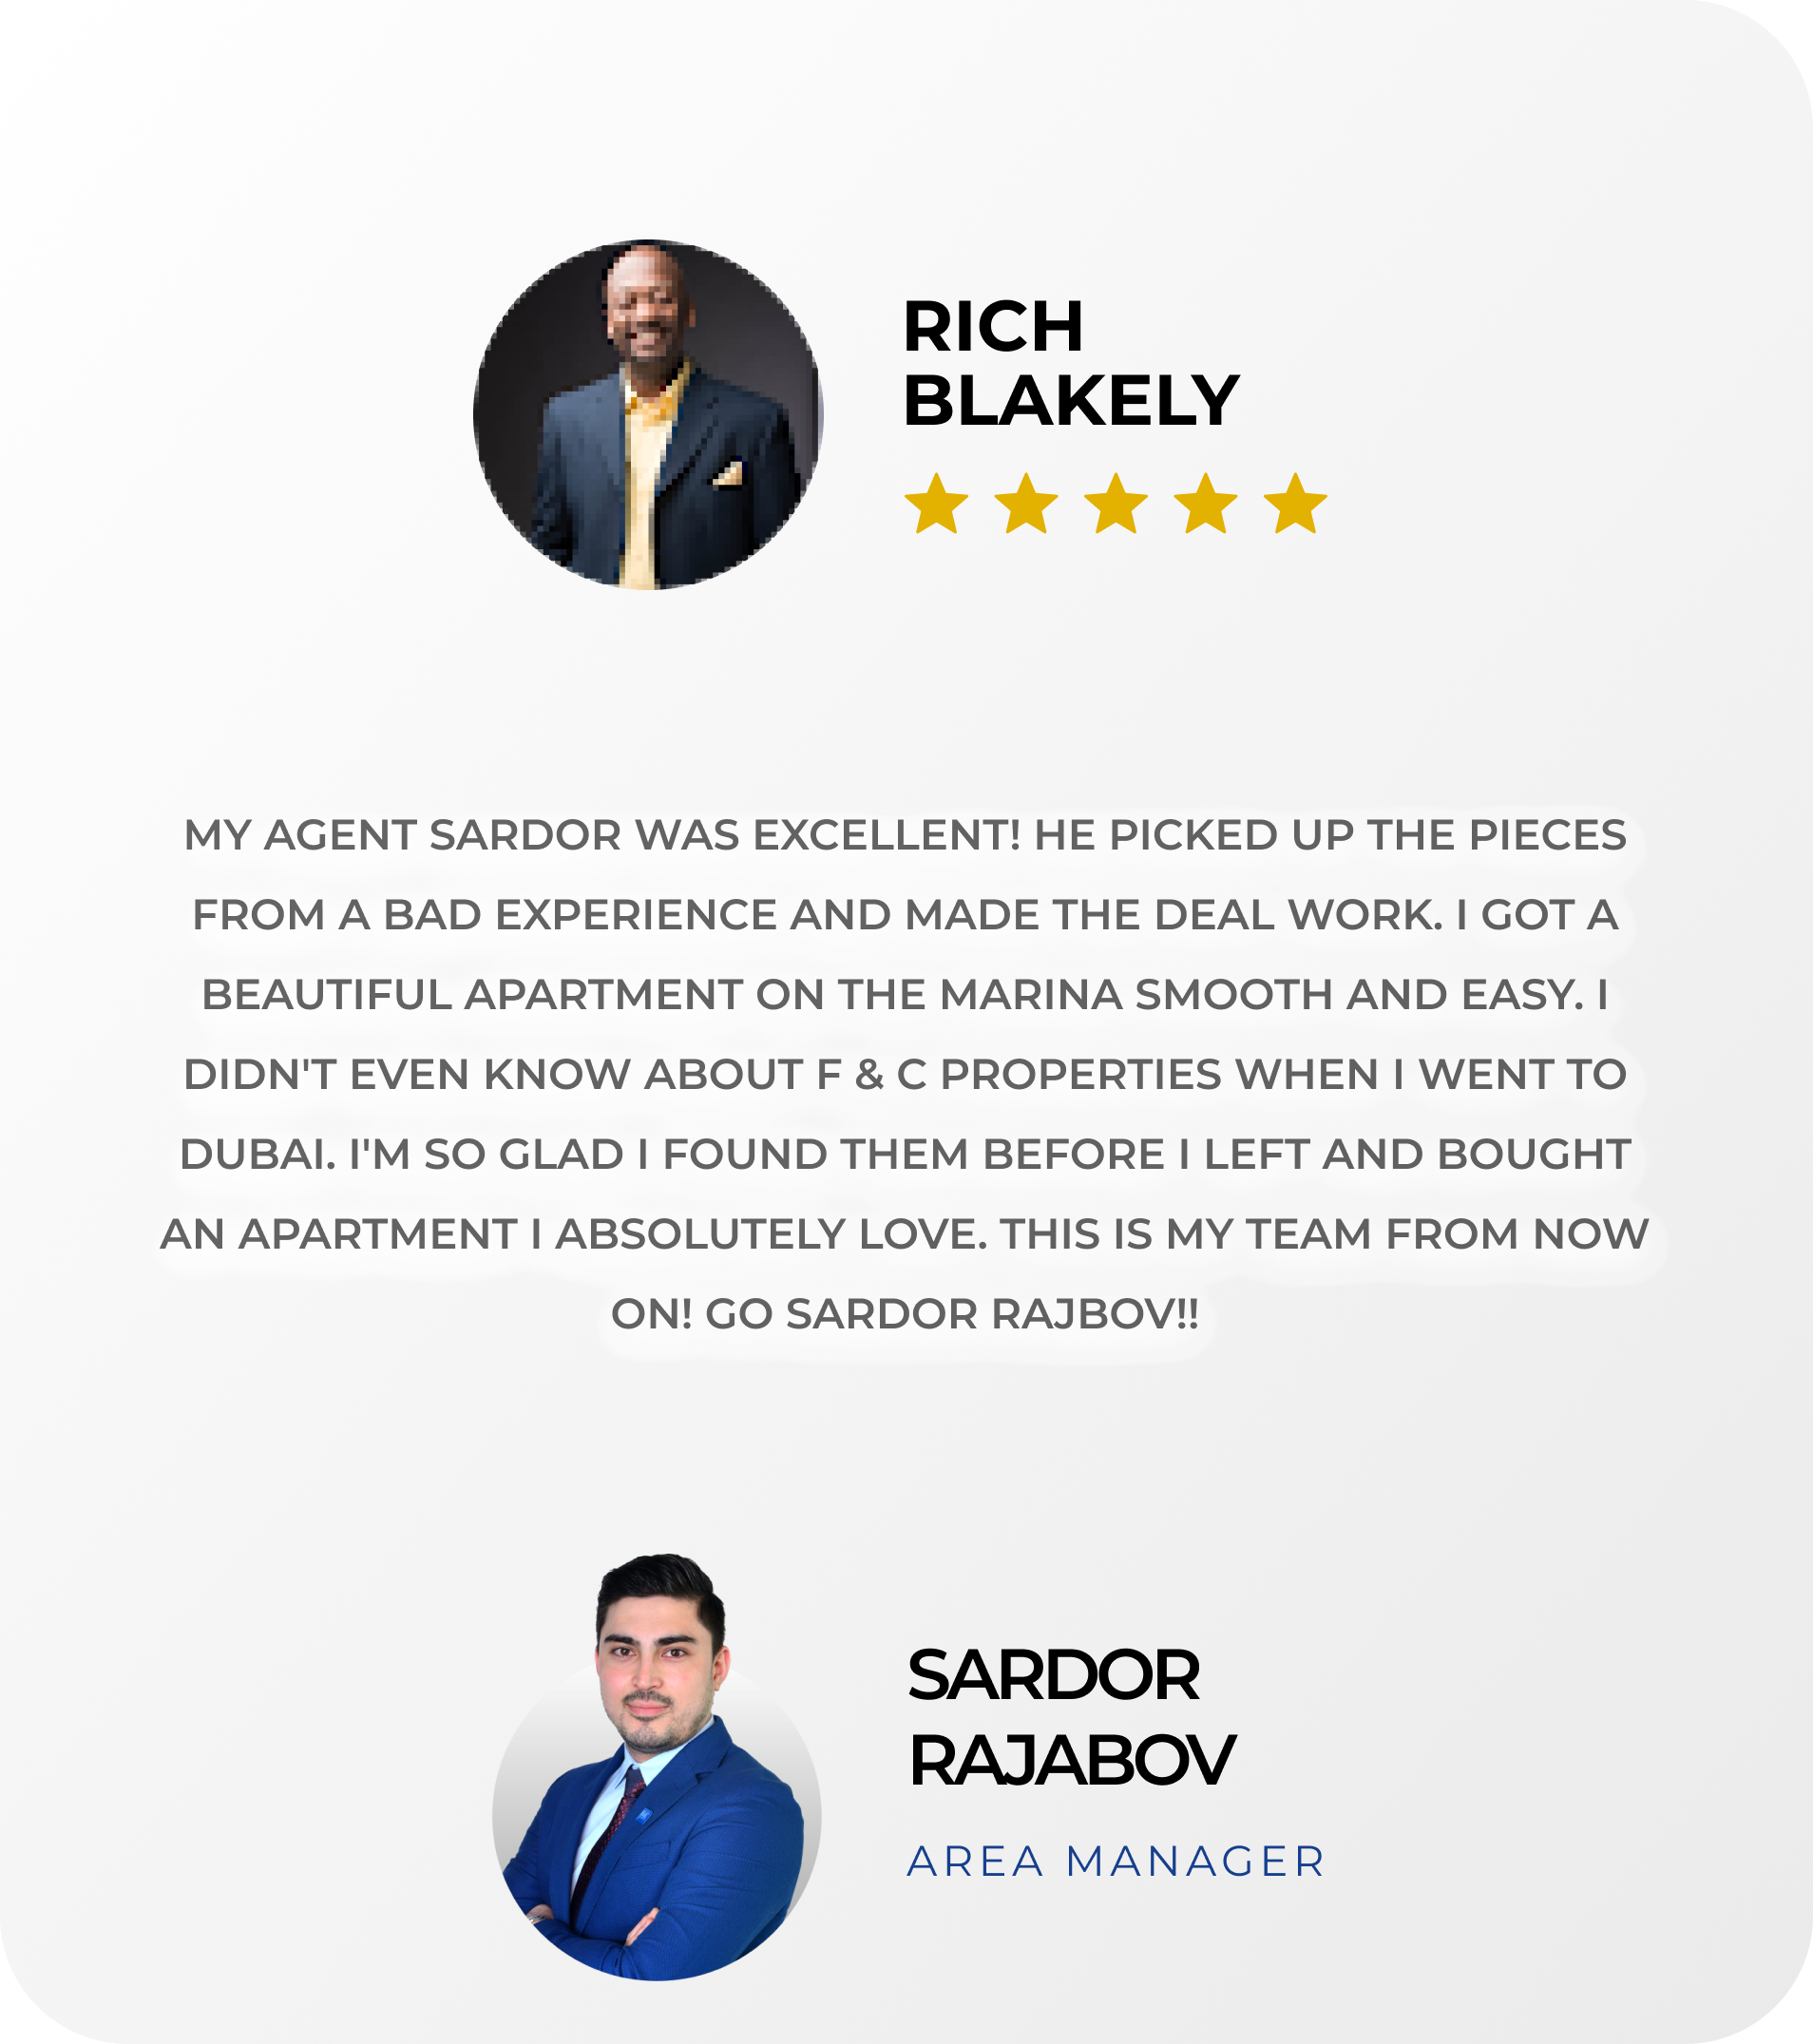 RICH
BLAKELY
MY AGENT SARDOR WAS EXCELLENT! HE PICKED UP THE PIECES
FROM A BAD EXPERIENCE AND MADE THE DEAL WORK. I GOT A
BEAUTIFUL APARTMENT ON THE MARINA SMOOTH AND EASY. I
DIDN'T EVEN KNOW ABOUT F & C PROPERTIES WHEN I WENT TO
DUBAI. I'M SO GLAD I FOUND THEM BEFORE I LEFT AND BOUGHT
AN APARTMENT I ABSOLUTELY LOVE. THIS IS MY TEAM FROM NOW
ON! GO SARDOR RAJBOV!!
SARDOR
RAJABOV
AREA MANAGER